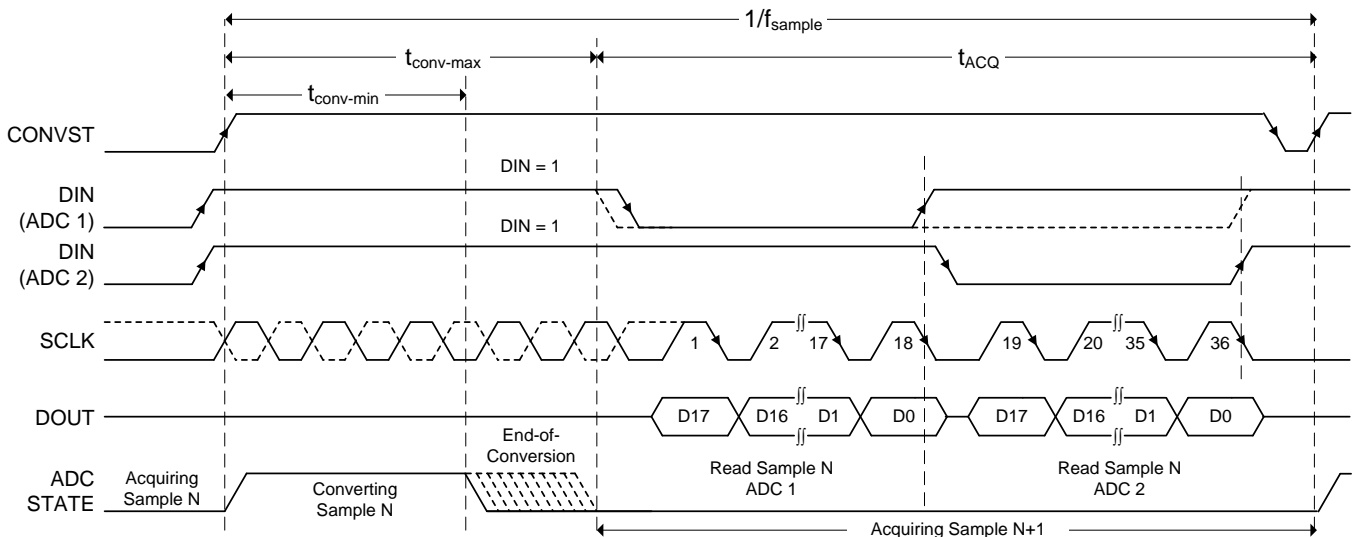 1/fsample
tconv-max
tACQ
tconv-min
CONVST
DIN = 1
DIN
(ADC 1)
DIN = 1
DIN
(ADC 2)
SCLK
1 2 17 18 19 20 35 36
DOUT
D17 D16 D1 D0 D17 D16 D1 D0
End-of-
Conversion
ADC
STATE
Acquiring
Sample N
Converting
Sample N
Read Sample N
ADC 1
Read Sample N
ADC 2
Acquiring Sample N+1